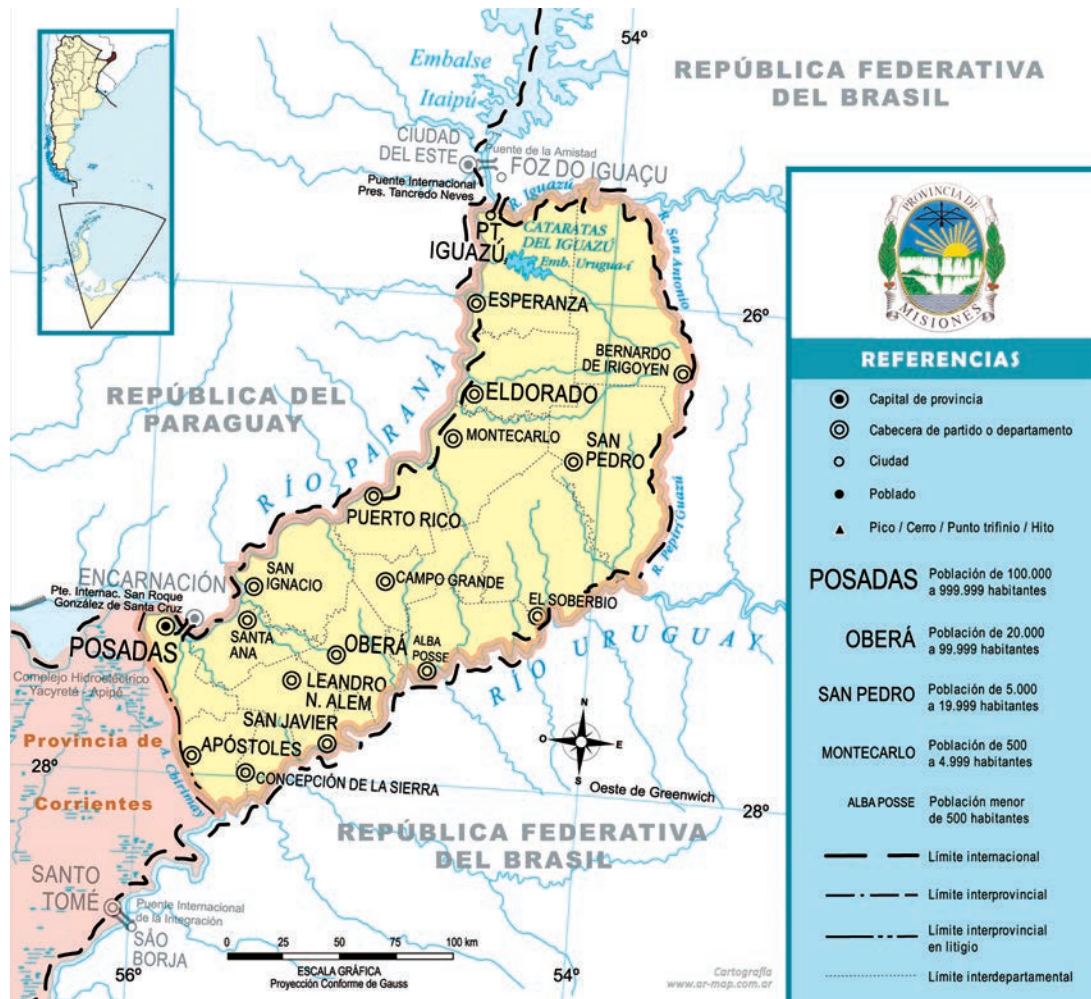 54°
Embalse
Itaipú
REPÚBLICA FEDERATIVA
DEL BRASIL
CIUDAD
DEL ESTE
Puente de la Amistad
FOZ DO IGUAÇU
Puente Internacional
Pres. Tancredo Neves
R. Iguazú
PT.
IGUAZÚ
CATARATAS
DEL IGUAZÚ
Emb. Urugua-í
R. San Antonio
ESPERANZA
26°
BERNARDO
DE IRIGOYEN
REPÚBLICA DEL
PARAGUAY
ELDORADO
RÍO PARANÁ
MONTECARLO
SAN
PEDRO
PUERTO RICO
R. Pepirí Guazú
ENCARNACIÓN
SAN
IGNACIO
CAMPO GRANDE
Pte. Internac. San Roque
González de Santa Cruz
EL SOBERBIO
POSADAS
SANTA
ANA
OBERÁ
ALBA
POSSE
RÍO URUGUAY
Complejo Hidroeléctrico
Yacyretá - Apipé
LEANDRO
N. ALEM
SAN JAVIER
Provincia de
Corrientes
APÓSTOLES
A. Chirimay
28°
CONCEPCIÓN DE LA SIERRA
N
O
E
S
Oeste de Greenwich
28°
REPÚBLICA FEDERATIVA
DEL BRASIL
SANTO
TOMÉ
Puente Internacional
de la Integración
SÃO
BORJA
56°
0 25 50 75 100 km
ESCALA GRÁFICA
Proyección Conforme de Gauss
54°
Cartografía
www.ar-map.com.ar
PROVINCIA DE
MISIONES
REFERENCIAS
Capital de provincia
Cabecera de partido o departamento
Ciudad
Poblado
Pico / Cerro / Punto trifinio / Hito
POSADAS Población de 100.000
a 999.999 habitantes
OBERÁ Población de 20.000
a 99.999 habitantes
SAN PEDRO Población de 5.000
a 19.999 habitantes
MONTECARLO Población de 500
a 4.999 habitantes
ALBA POSSE Población menor
de 500 habitantes
Límite internacional
Límite interprovincial
Límite interprovincial
en litigio
Límite interdepartamental